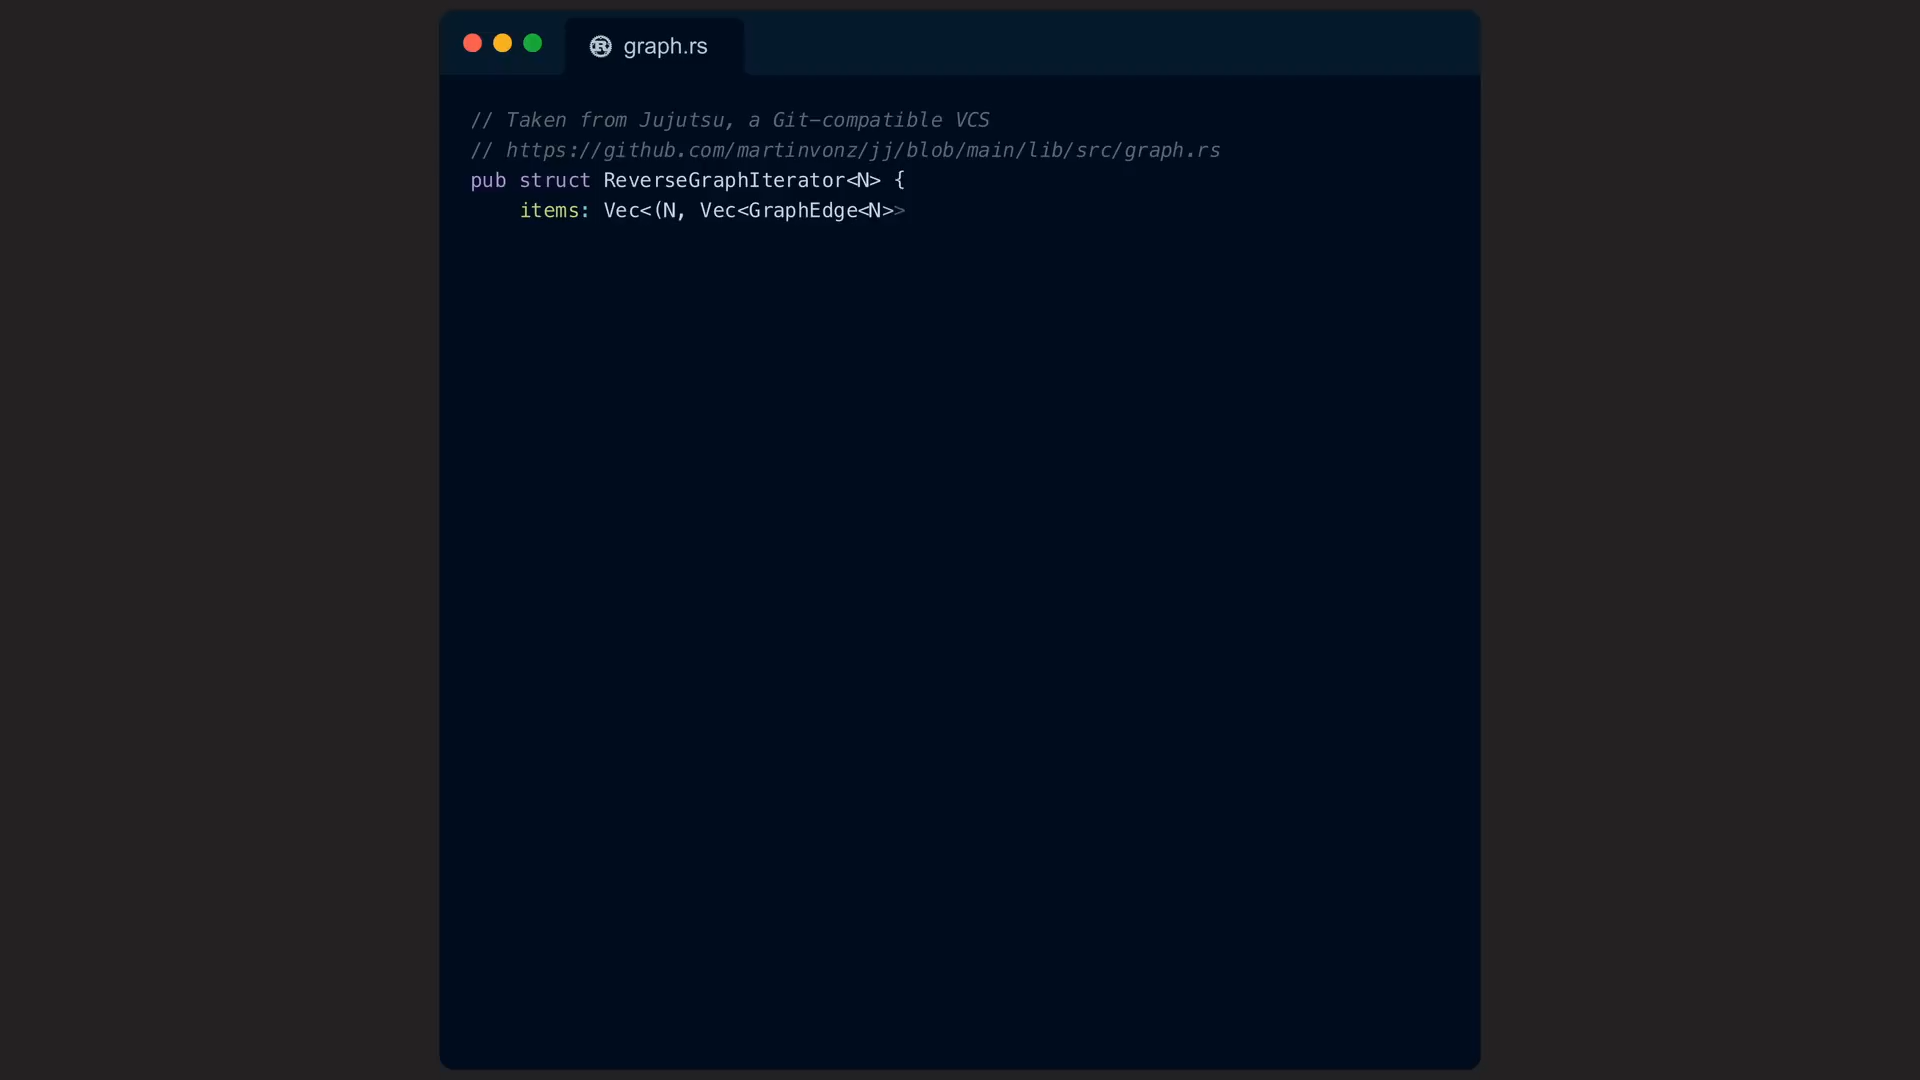 graph.rs
// Taken from Jujutsu, a Git-compatible VCS
// https://github.com/martinvonz/jj/blob/main/lib/src/graph.rs
pub struct ReverseGraphIterator<N> {
    items: Vec<(N, Vec<GraphEdge<N>>